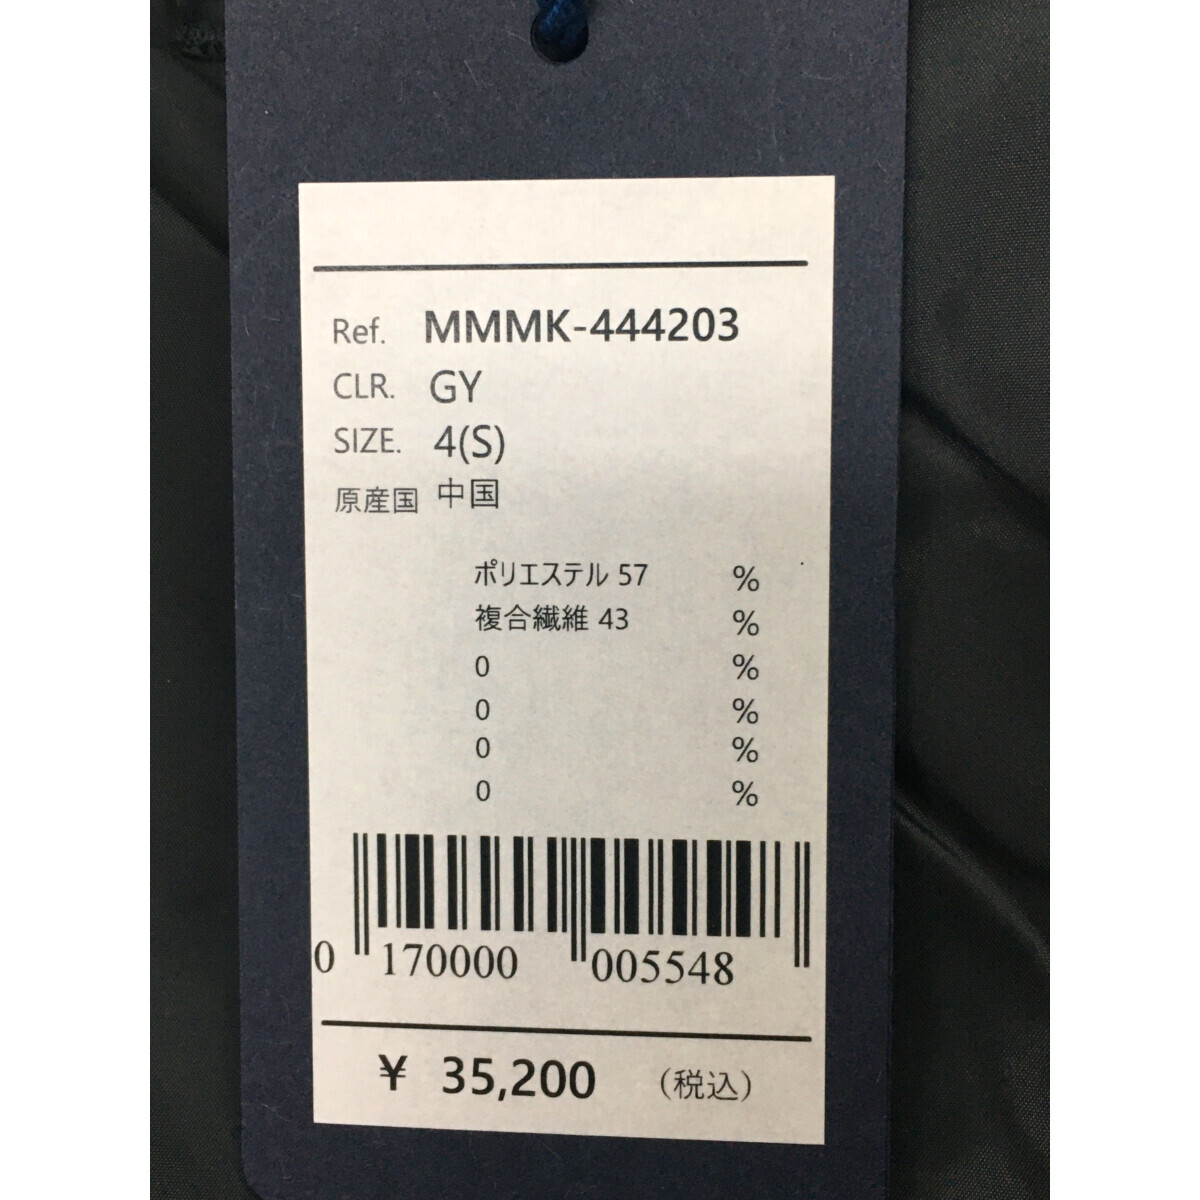 Ref. MMMK-444203
CLR. GY
SIZE. 4(S)
原産国 中国
ポリエステル 57 %
複合繊維 43 %
0 %
0 %
0 %
0 %
0 170000 005548
¥ 35,200 (税込)